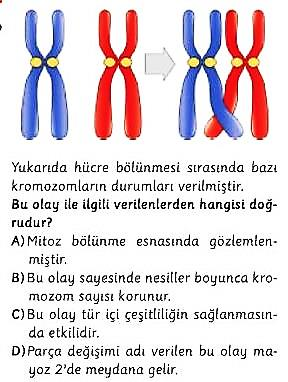 Yukarıda hücre bölünmesi sırasında bazı
kromozomların durumları verilmiştir.
Bu olay ile ilgili verilenlerden hangisi doğ-
rudur?
A) Mitoz bölünme esnasında gözlemlen-
miştir.
B) Bu olay sayesinde nesiller boyunca kro-
mozom sayısı korunur.
C) Bu olay tür içi çeşitliliğin sağlanmasın-
da etkilidir.
D) Parça değişimi adı verilen bu olay ma-
yoz 2'de meydana gelir.